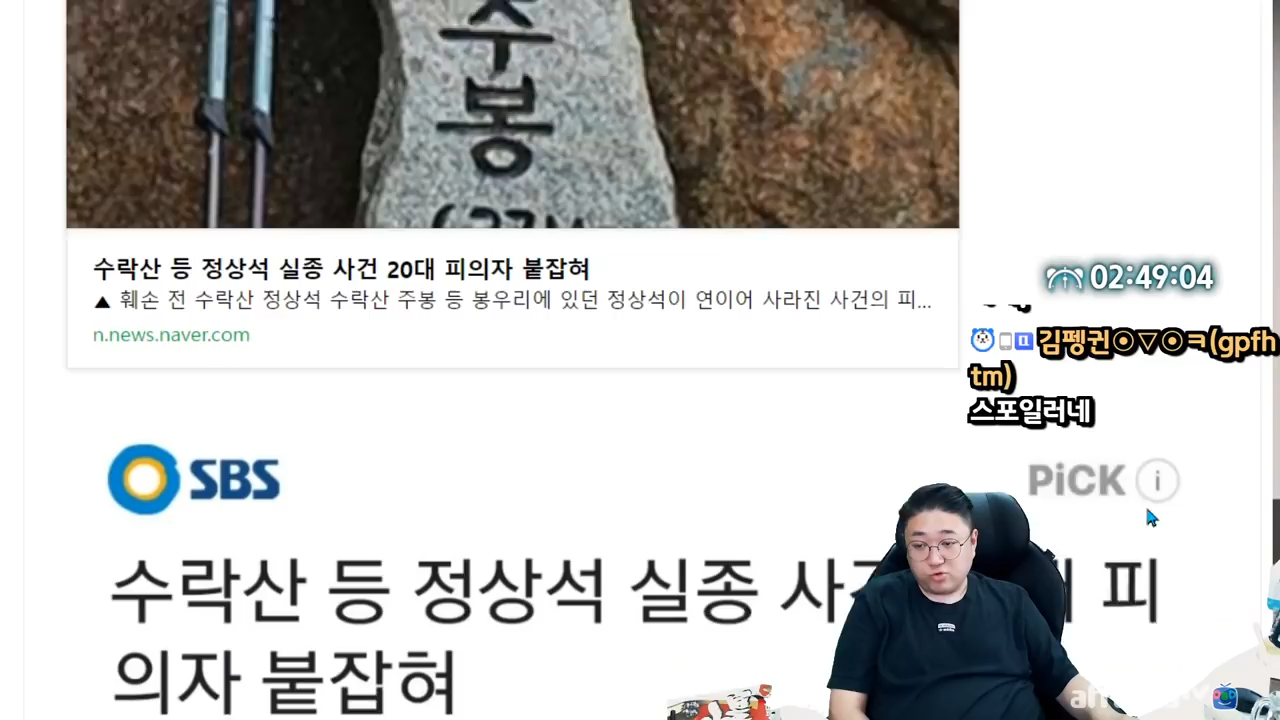 주봉
수락산 등 정상석 실종 사건 20대 피의자 붙잡혀
▲ 훼손 전 수락산 정상석 수락산 주봉 등 봉우리에 있던 정상석이 연이어 사라진 사건의 피...
n.news.naver.com
02:49:04
김펭귄⊙▽⊙ㅋ(gpfh
tm)
스포일러네
SBS
PiCK
수락산 등 정상석 실종 피
의자 붙잡혀